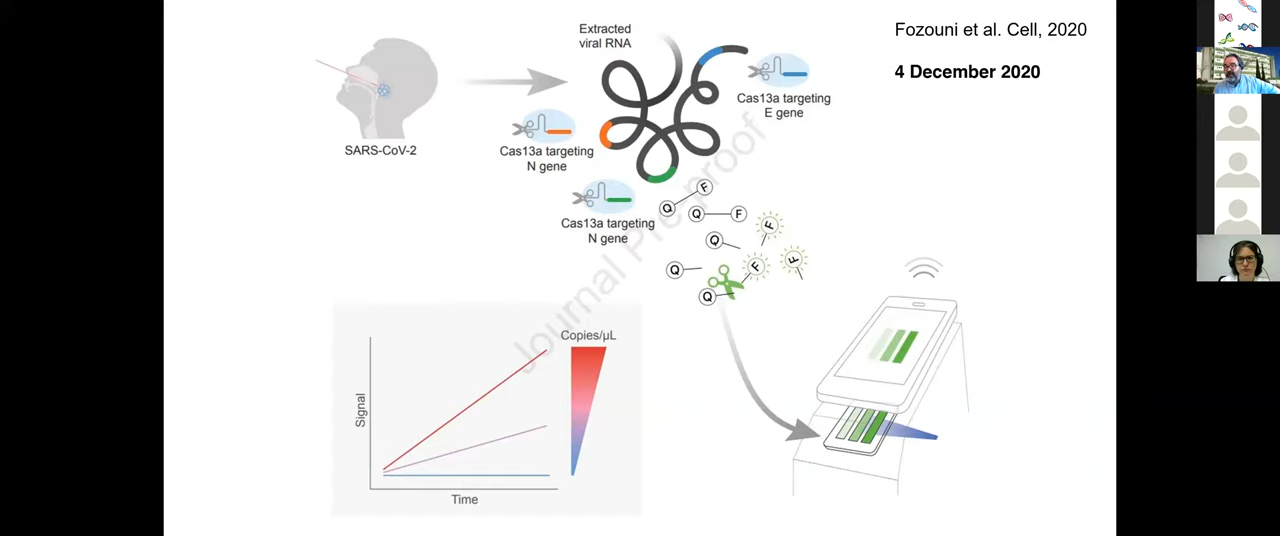 Fozouni et al. Cell, 2020
4 December 2020
Extracted
viral RNA
Cas13a targeting
E gene
SARS-CoV-2
Cas13a targeting
N gene
Cas13a targeting
N gene
Q
F
Q
F
Q
F
Q
F
F
Q
Journal Pre-proof
Copies/μL
Signal
Time